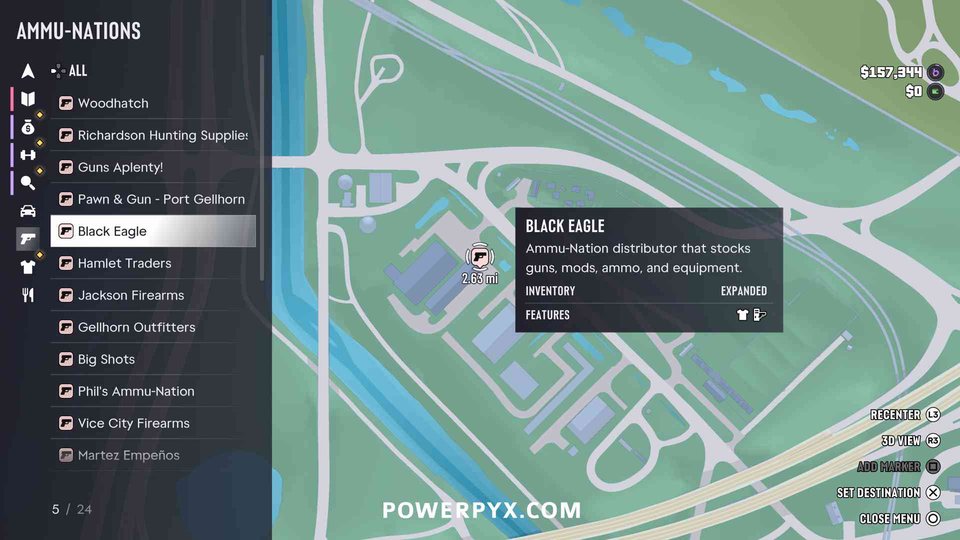 AMMU-NATIONS
ALL
Woodhatch
Richardson Hunting Supplies
Guns Aplenty!
Pawn & Gun - Port Gellhorn
Black Eagle
Hamlet Traders
Jackson Firearms
Gellhorn Outfitters
Big Shots
Phil's Ammu-Nation
Vice City Firearms
Martez Empeños
5 / 24
$157,344
$0
2.63 mi
BLACK EAGLE
Ammu-Nation distributor that stocks
guns, mods, ammo, and equipment.
INVENTORY EXPANDED
FEATURES
RECENTER L3
3D VIEW R3
ADD MARKER
SET DESTINATION
CLOSE MENU
POWERPYX.COM